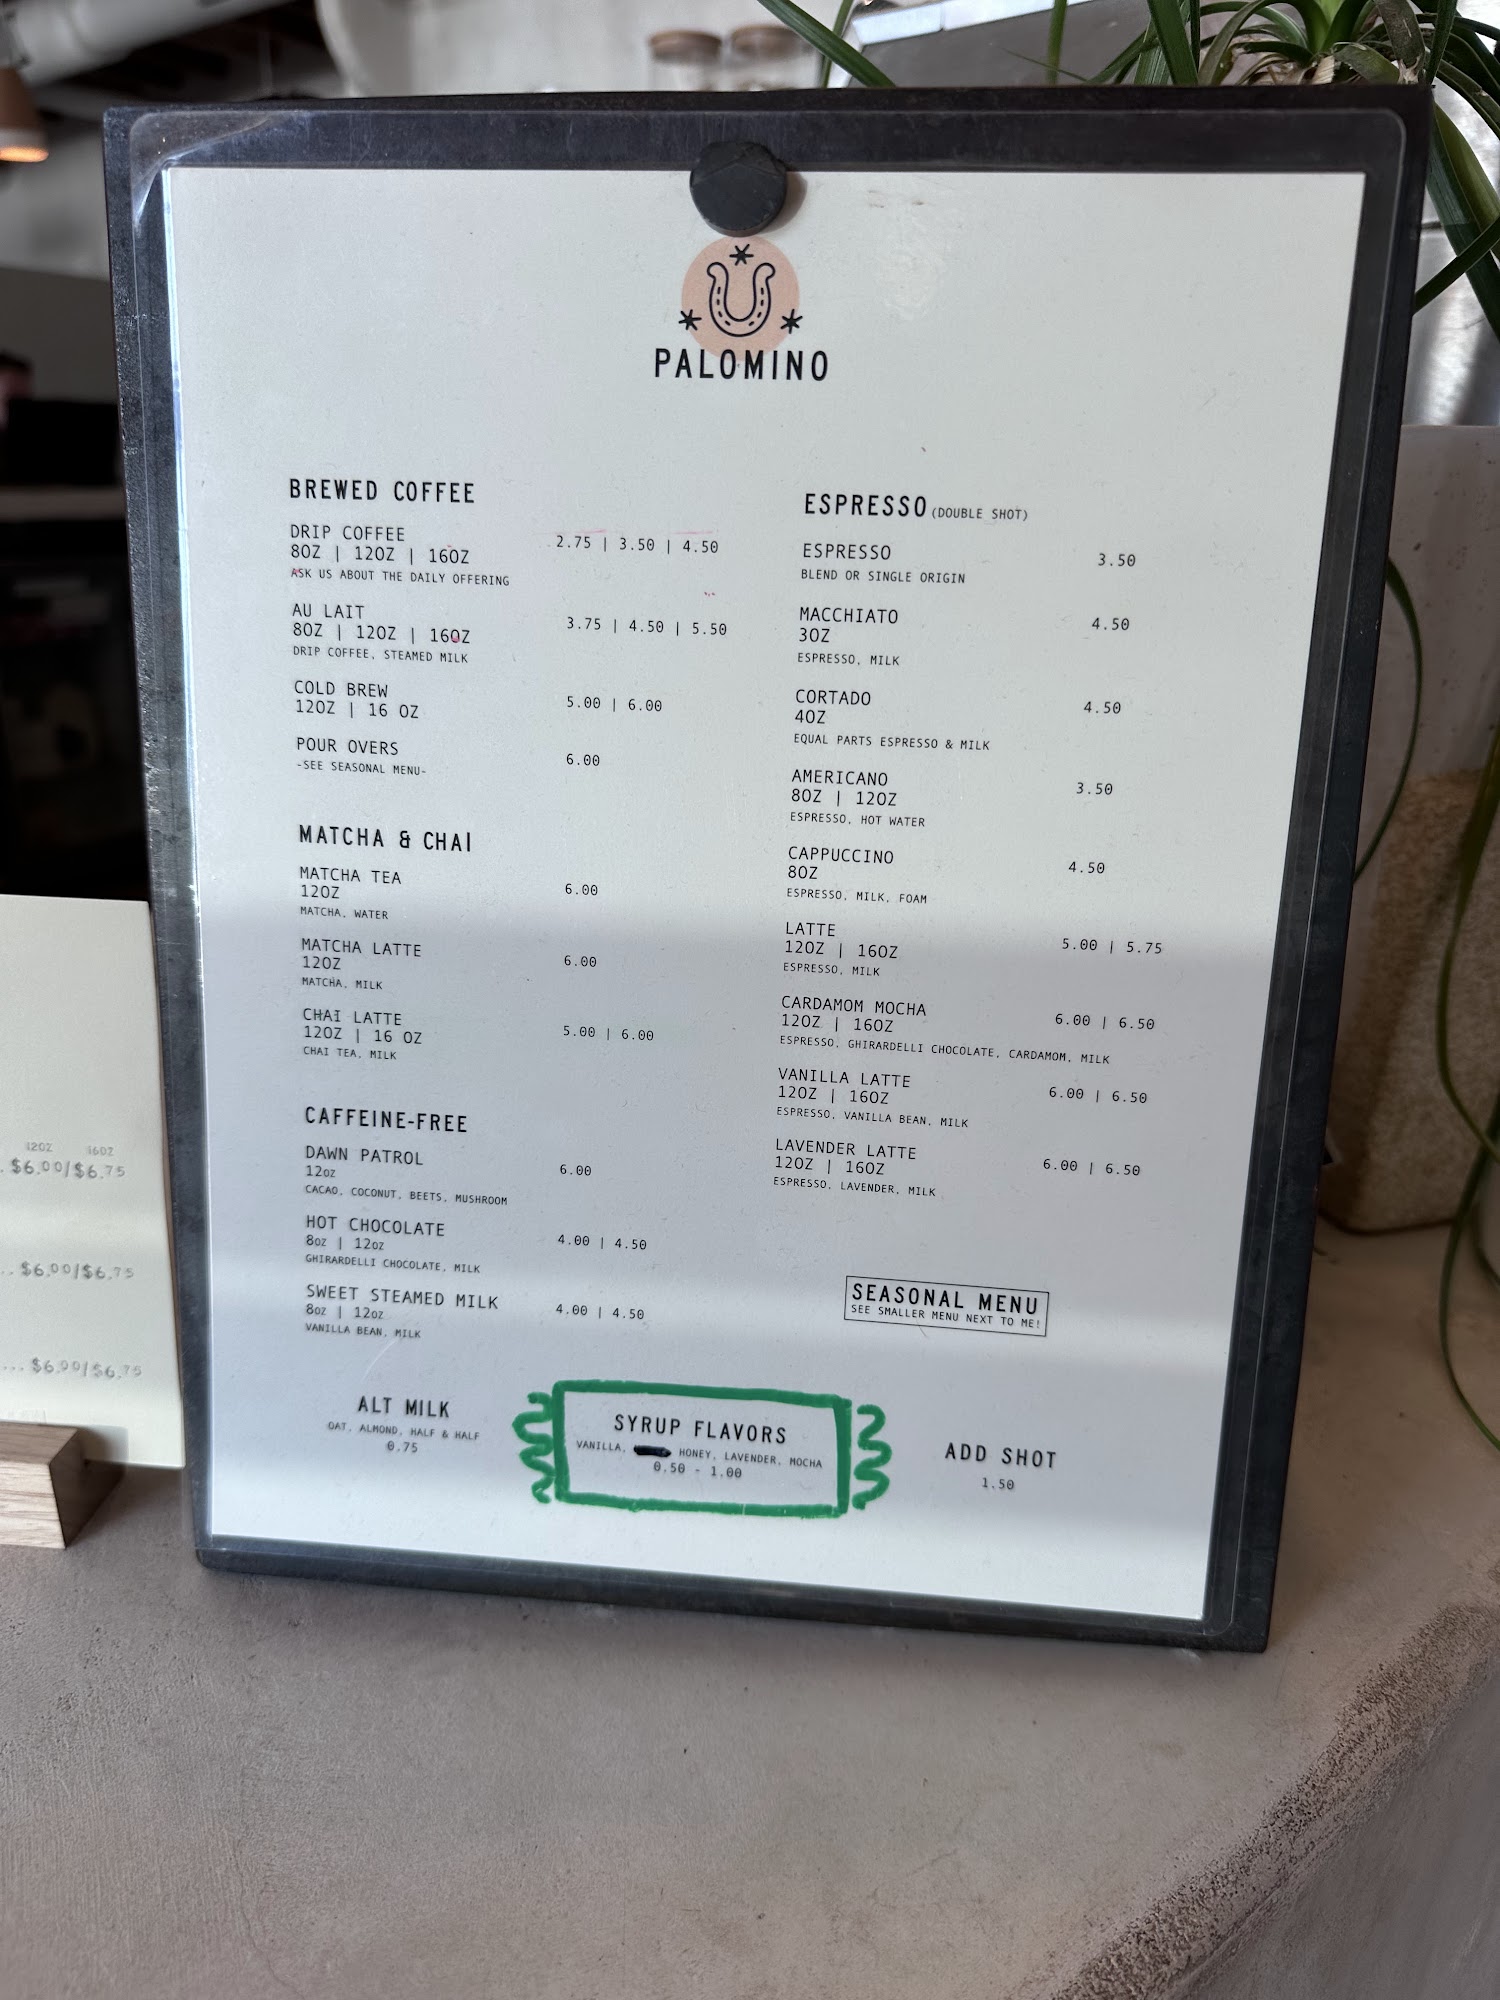 PALOMINO
BREWED COFFEE
DRIP COFFEE
8OZ | 12OZ | 16OZ 2.75 | 3.50 | 4.50
ASK US ABOUT THE DAILY OFFERING
AU LAIT
8OZ | 12OZ | 16OZ 3.75 | 4.50 | 5.50
DRIP COFFEE, STEAMED MILK
COLD BREW
12OZ | 16 OZ 5.00 | 6.00
POUR OVERS 6.00
-SEE SEASONAL MENU-
MATCHA & CHAI
MATCHA TEA
12OZ 6.00
MATCHA, WATER
MATCHA LATTE
12OZ 6.00
MATCHA, MILK
CHAI LATTE
12OZ | 16 OZ 5.00 | 6.00
CHAI TEA, MILK
CAFFEINE-FREE
DAWN PATROL
12oz 6.00
CACAO, COCONUT, BEETS, MUSHROOM
HOT CHOCOLATE
8oz | 12oz 4.00 | 4.50
GHIRARDELLI CHOCOLATE, MILK
SWEET STEAMED MILK
8oz | 12oz 4.00 | 4.50
VANILLA BEAN, MILK
ESPRESSO (DOUBLE SHOT)
ESPRESSO 3.50
BLEND OR SINGLE ORIGIN
MACCHIATO 4.50
3OZ
ESPRESSO, MILK
CORTADO 4.50
4OZ
EQUAL PARTS ESPRESSO & MILK
AMERICANO 3.50
8OZ | 12OZ
ESPRESSO, HOT WATER
CAPPUCCINO 4.50
8OZ
ESPRESSO, MILK, FOAM
LATTE
12OZ | 16OZ 5.00 | 5.75
ESPRESSO, MILK
CARDAMOM MOCHA
12OZ | 16OZ 6.00 | 6.50
ESPRESSO, GHIRARDELLI CHOCOLATE, CARDAMOM, MILK
VANILLA LATTE
12OZ | 16OZ 6.00 | 6.50
ESPRESSO, VANILLA BEAN, MILK
LAVENDER LATTE
12OZ | 16OZ 6.00 | 6.50
ESPRESSO, LAVENDER, MILK
SEASONAL MENU
SEE SMALLER MENU NEXT TO ME!
ALT MILK
OAT, ALMOND, HALF & HALF
0.75
SYRUP FLAVORS
VANILLA, HONEY, LAVENDER, MOCHA
0.50 - 1.00
ADD SHOT
1.50
12OZ 16OZ
. $6.00/$6.75
.. $6.00/$6.75
... $6.00/$6.75